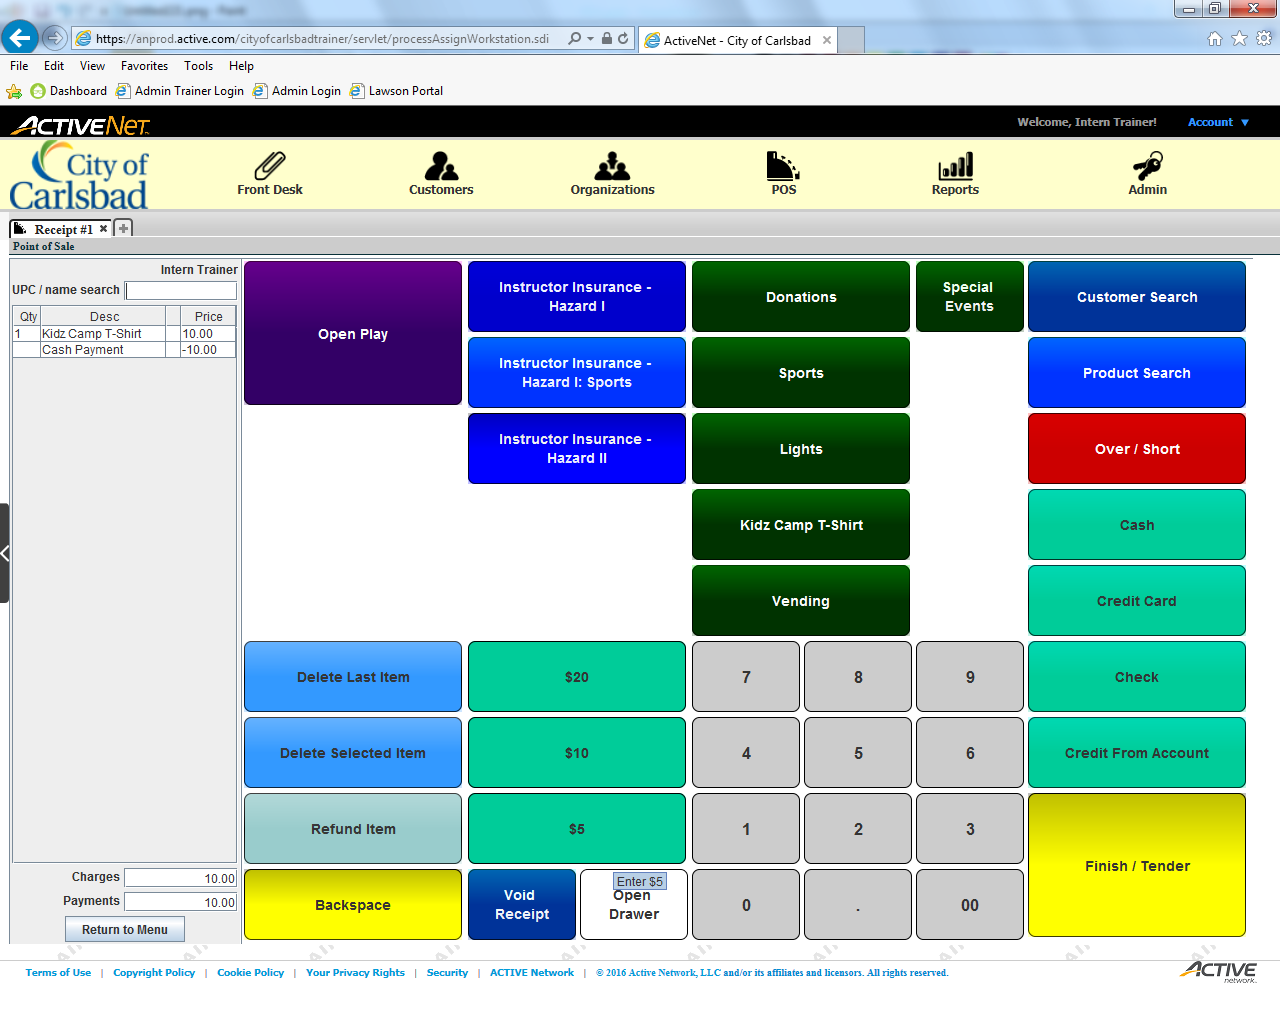 https://anprod.active.com/cityofcarlsbadtrainer/servlet/processAssignWorkstation.sdi
ActiveNet - City of Carlsbad
File Edit View Favorites Tools Help
Dashboard Admin Trainer Login Admin Login Lawson Portal
ACTIVENET
Welcome, Intern Trainer! Account
City of
Carlsbad
Front Desk Customers Organizations POS Reports Admin
Receipt #1
Point of Sale
Intern Trainer
UPC / name search
Qty Desc Price
1 Kidz Camp T-Shirt 10.00
Cash Payment -10.00
Charges 10.00
Payments 10.00
Return to Menu
Open Play
Instructor Insurance -
Hazard I
Donations
Special
Events
Customer Search
Instructor Insurance -
Hazard I: Sports
Sports
Product Search
Instructor Insurance -
Hazard II
Lights
Over / Short
Kidz Camp T-Shirt
Cash
Vending
Credit Card
Delete Last Item
$20
7 8 9
Check
Delete Selected Item
$10
4 5 6
Credit From Account
Refund Item
$5
1 2 3
Finish / Tender
Backspace
Void
Receipt
Enter $5
Open
Drawer
0 . 00
Terms of Use | Copyright Policy | Cookie Policy | Your Privacy Rights | Security | ACTIVE Network | © 2016 Active Network, LLC and/or its affiliates and licensors. All rights reserved.
ACTIVE
network